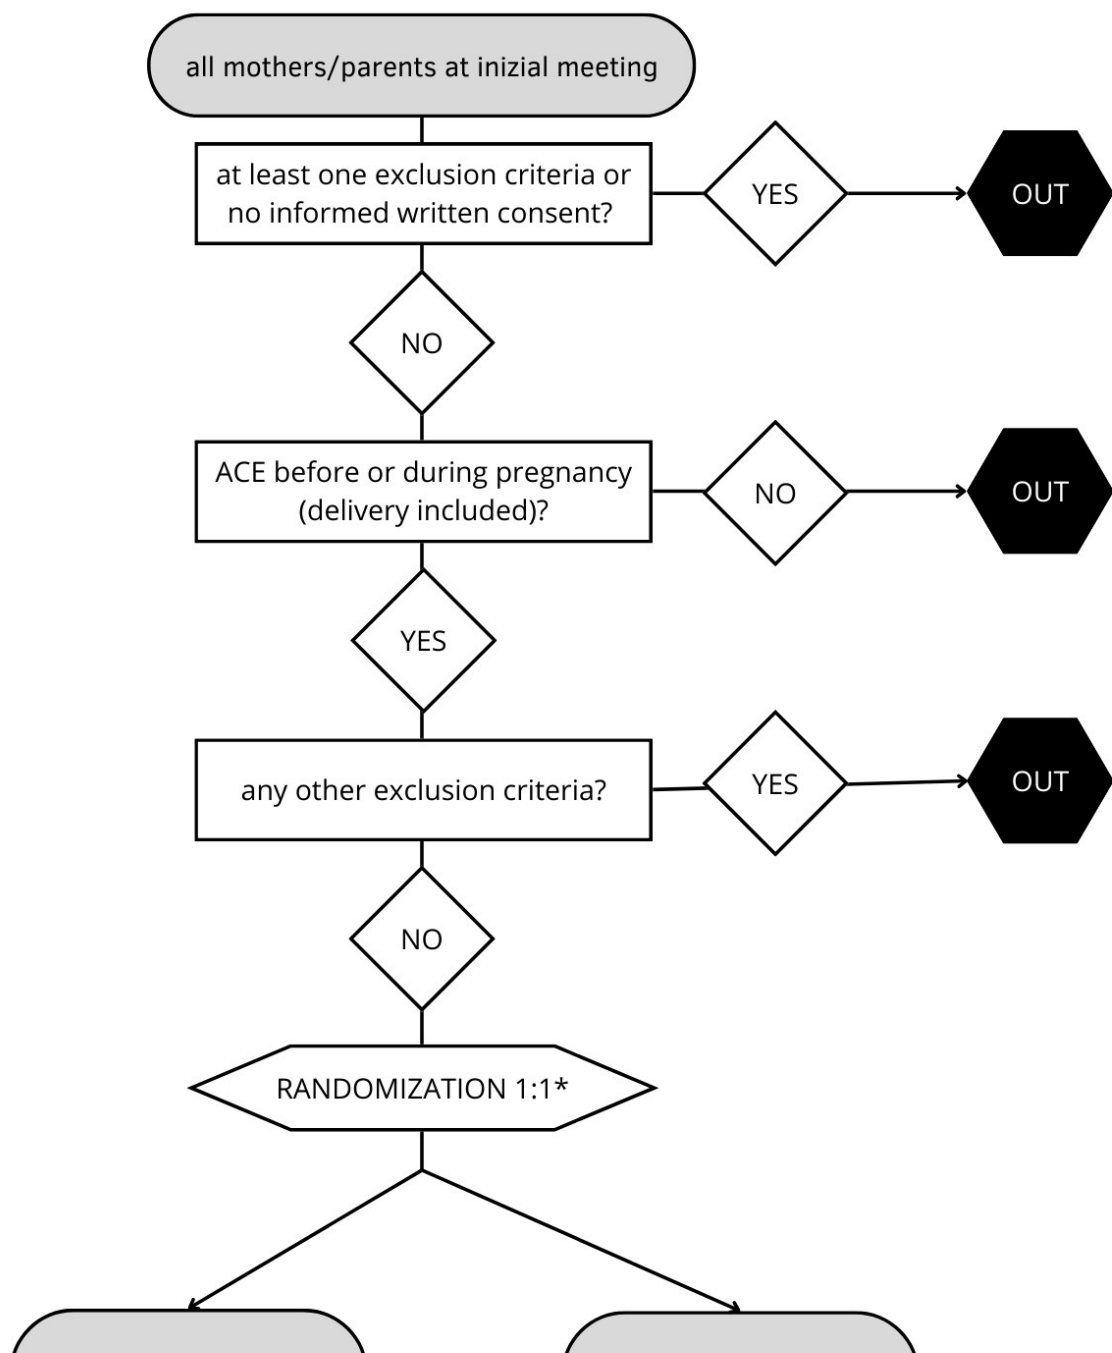 all mothers/parents at inizial meeting
at least one exclusion criteria or
no informed written consent?
YES
OUT
NO
ACE before or during pregnancy
(delivery included)?
NO
OUT
YES
any other exclusion criteria?
YES
OUT
NO
RANDOMIZATION 1:1*